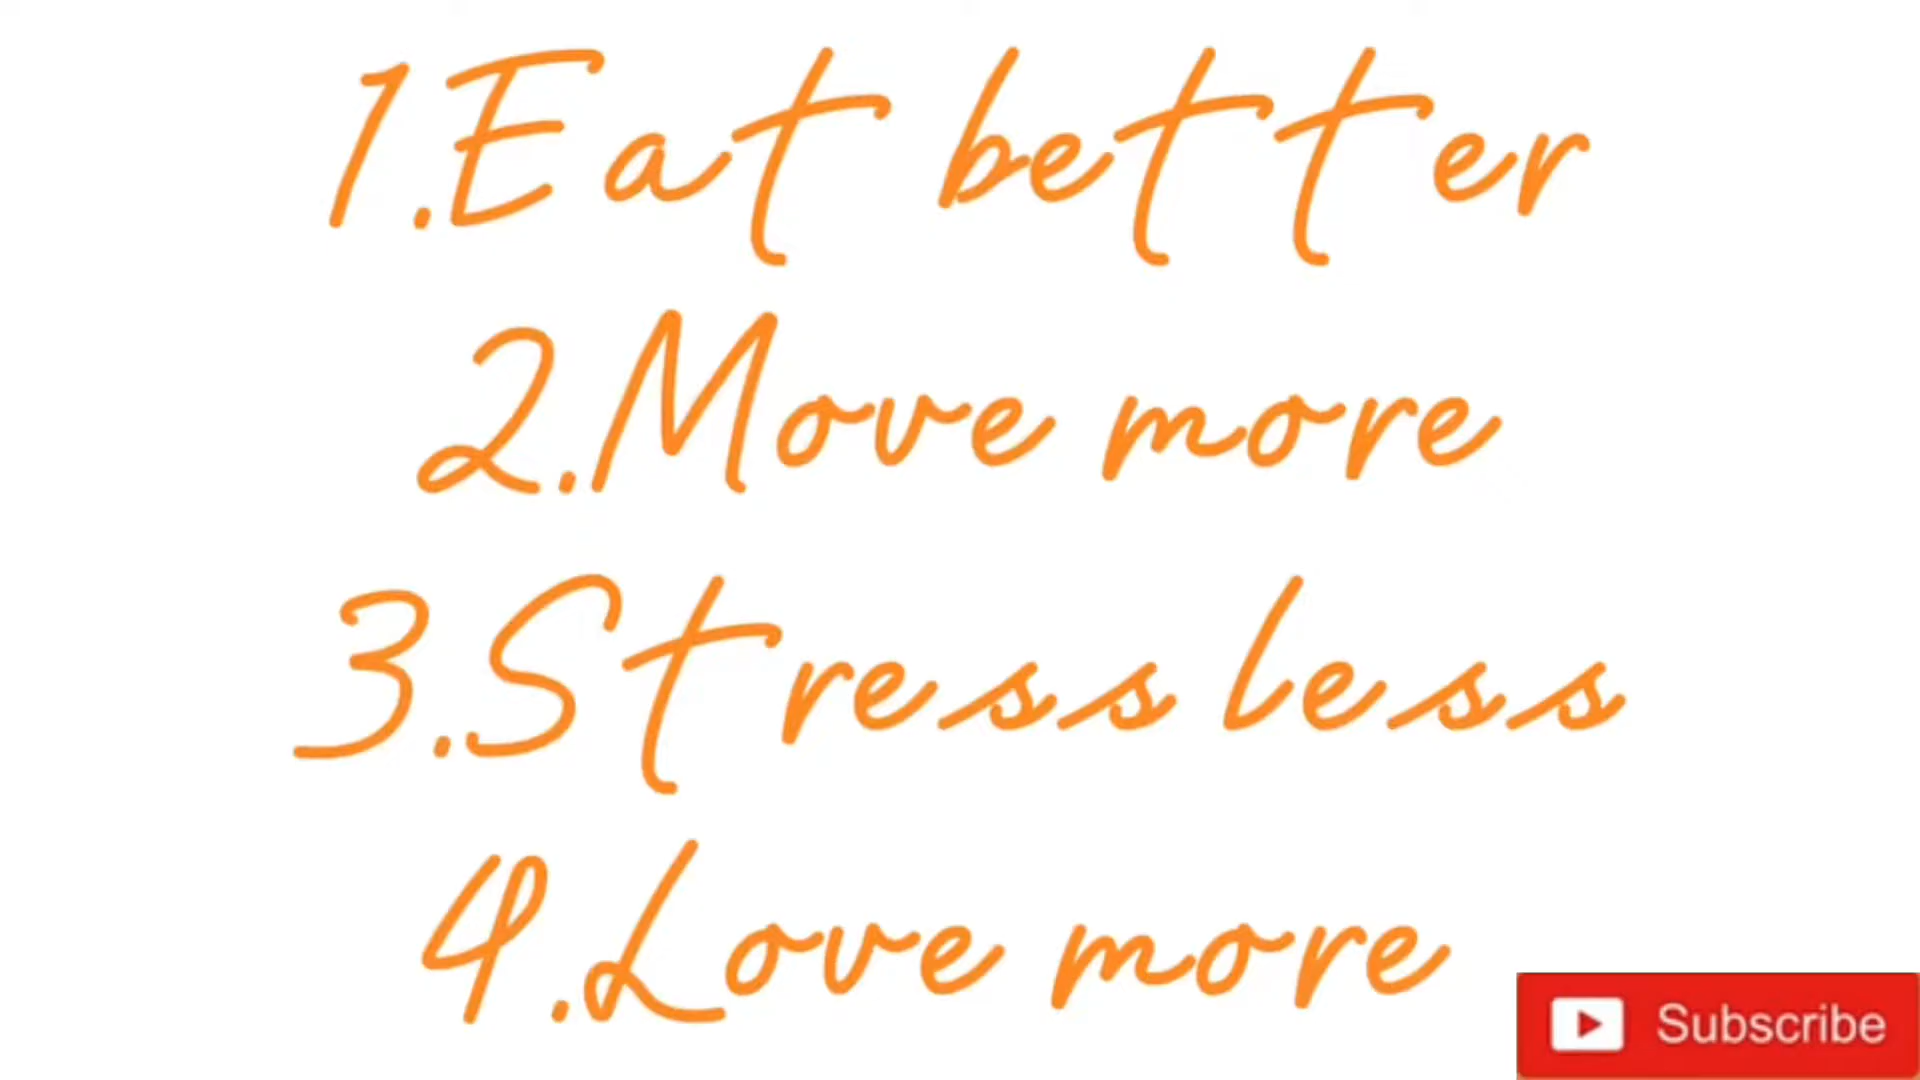 1.Eat better
2.Move more
3.Stress less
4.Love more
Subscribe